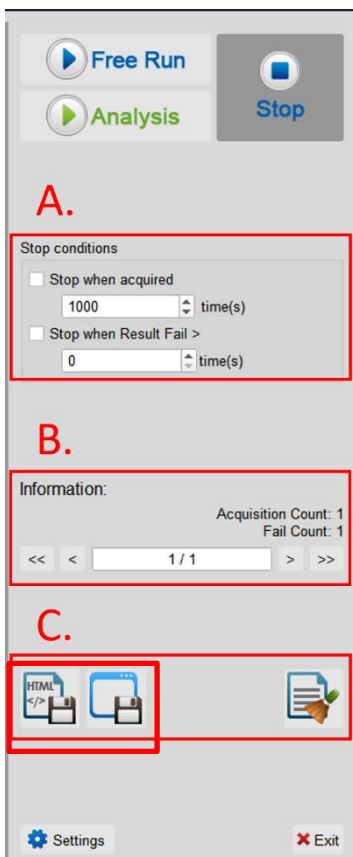 Free Run
Analysis
Stop
A.
Stop conditions
Stop when acquired
1000 time(s)
Stop when Result Fail >
0 time(s)
B.
Information:
Acquisition Count: 1
Fail Count: 1
<< < 1 / 1 > >>
C.
HTML
</>
Settings
Exit